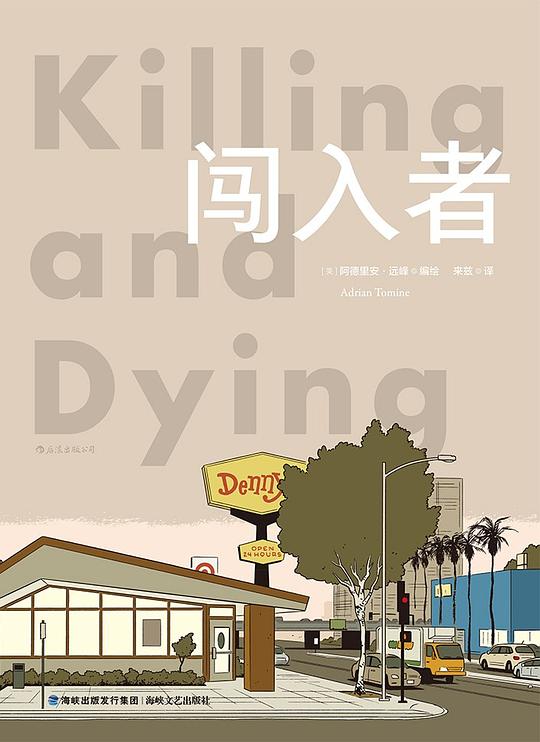 Killing
闯入者
and
[美]阿德里安·远峰◎编绘 来兹◎译
Adrian Tomine
Dying
后浪出版公司
Denny
OPEN
24 HOURS
海峡出版发行集团 | 海峡文艺出版社